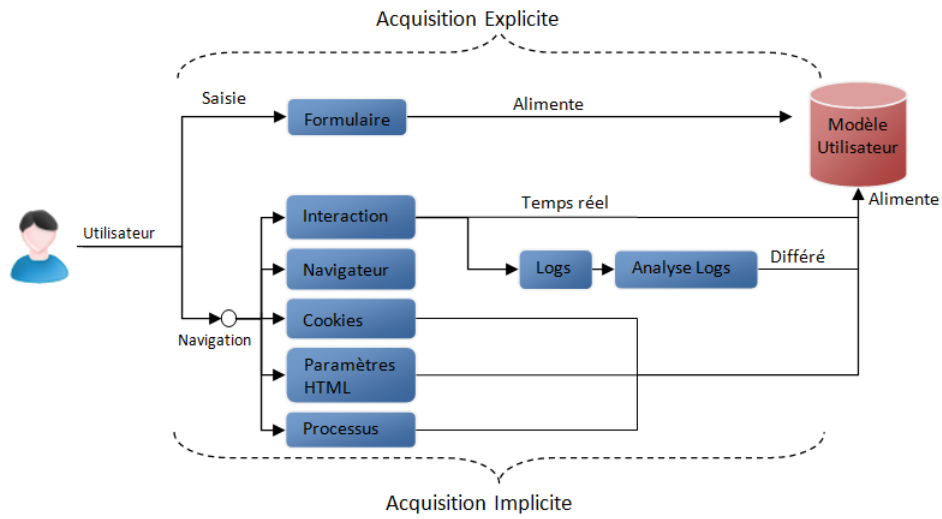 Acquisition Explicite
Saisie
Formulaire
Alimente
Modèle
Utilisateur
Utilisateur
Interaction
Temps réel
Alimente
Navigateur
Logs
Analyse Logs
Différé
Navigation
Cookies
Paramètres
HTML
Processus
Acquisition Implicite